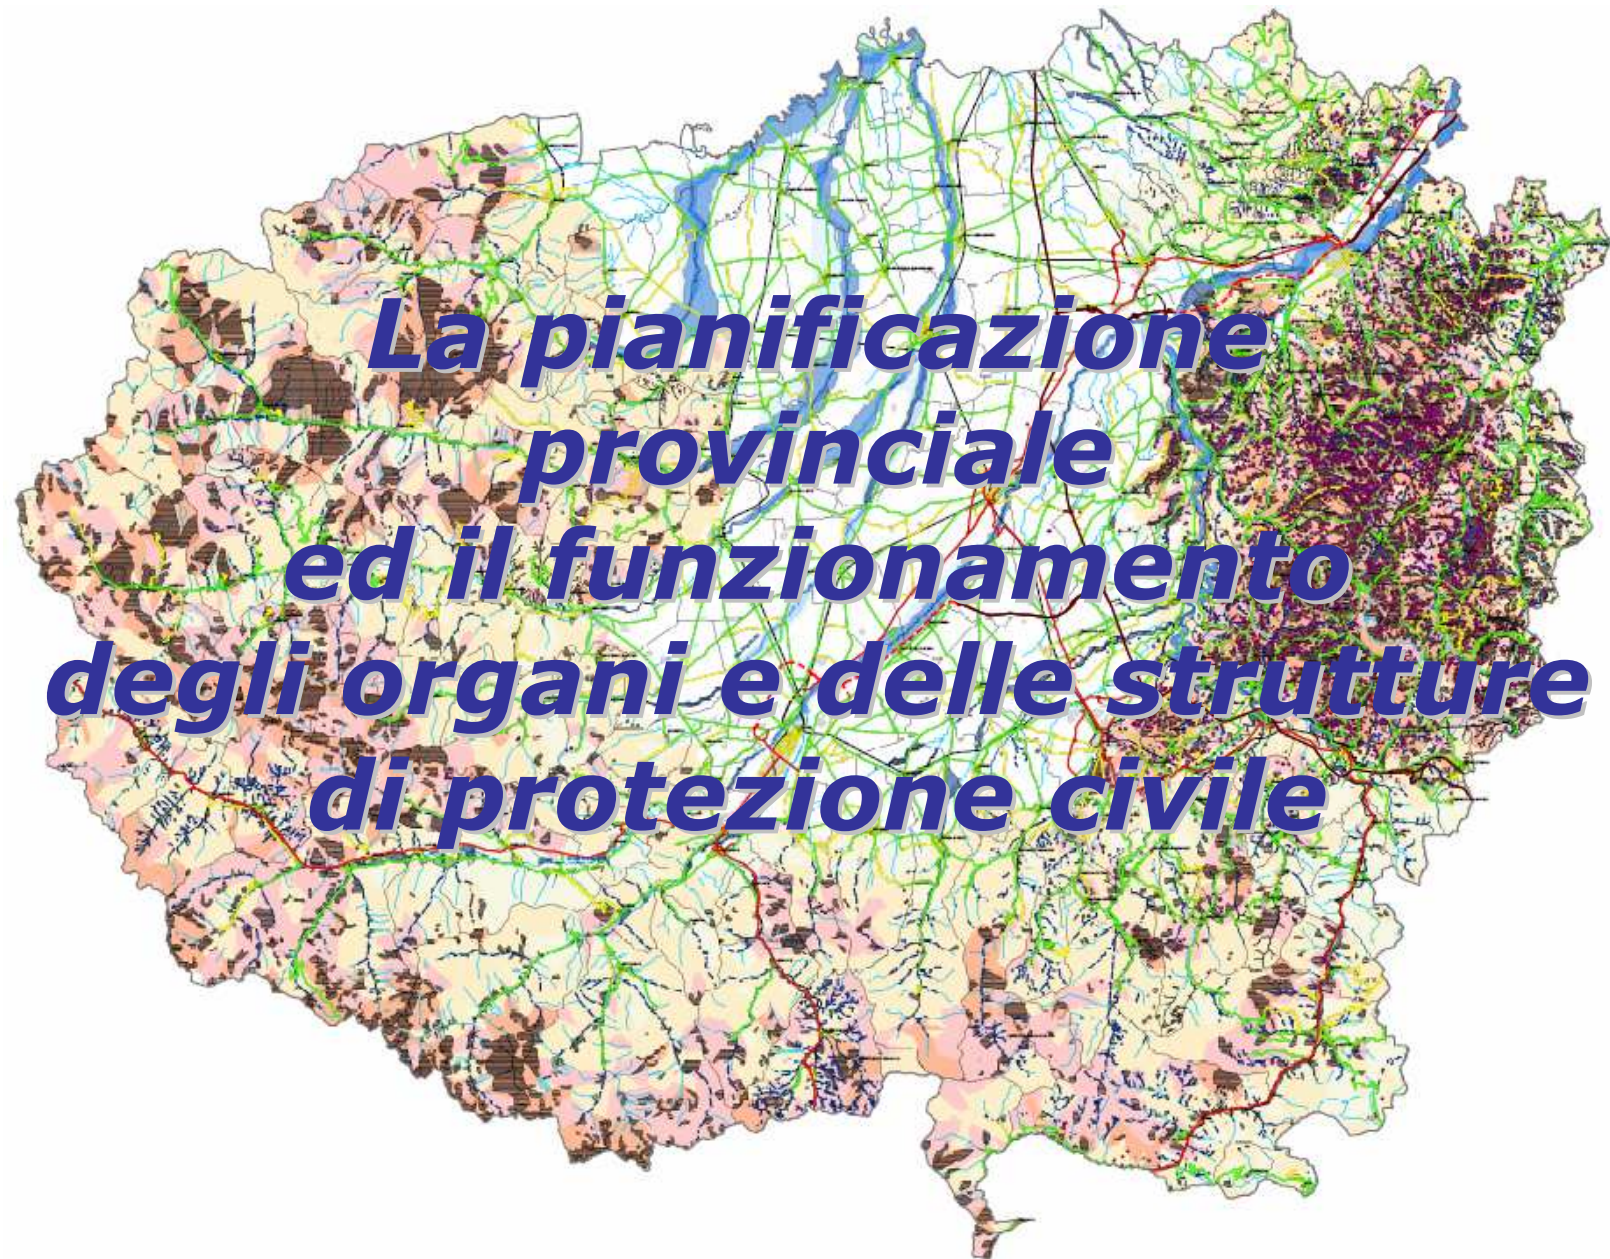 La pianificazione
provinciale
ed il funzionamento
degli organi e delle strutture
di protezione civile